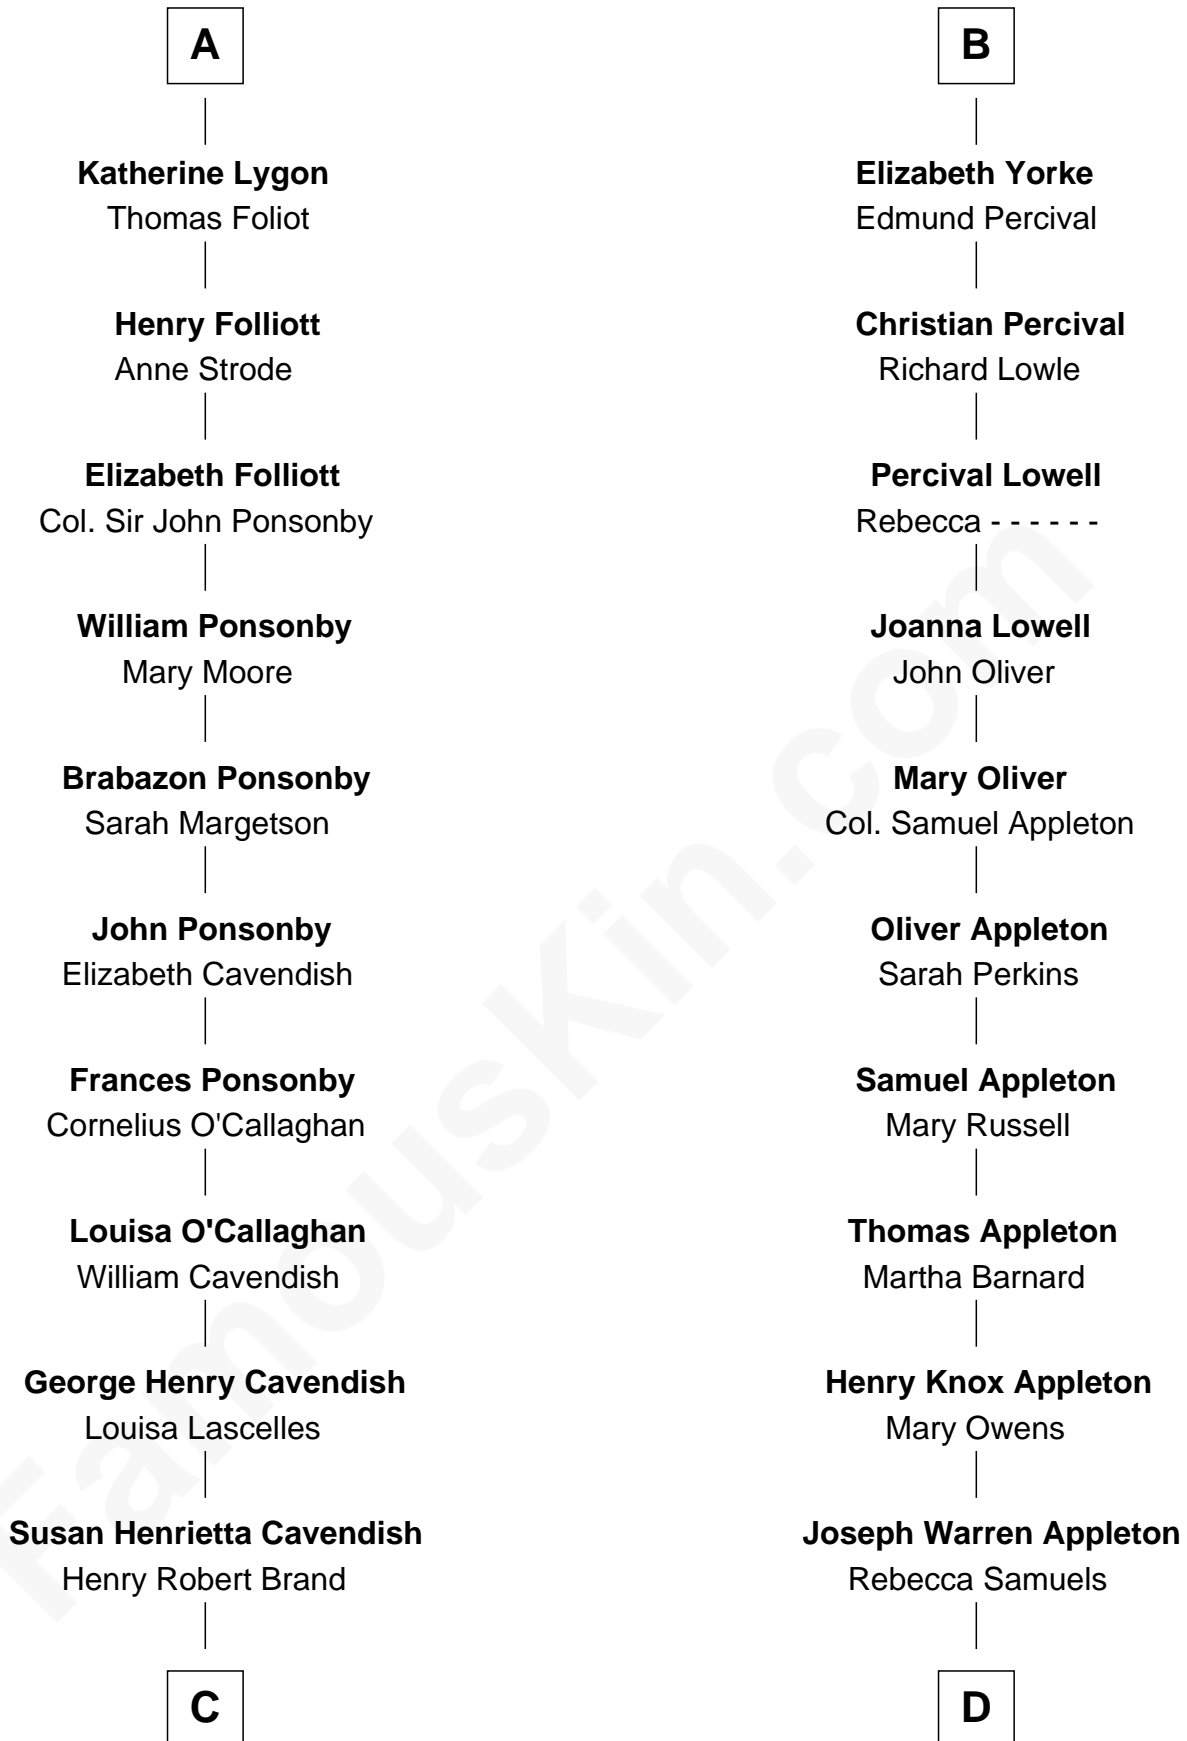 A
Katherine Lygon
Thomas Foliot
Henry Folliott
Anne Strode
Elizabeth Folliott
Col. Sir John Ponsonby
William Ponsonby
Mary Moore
Brabazon Ponsonby
Sarah Margetson
John Ponsonby
Elizabeth Cavendish
Frances Ponsonby
Cornelius O'Callaghan
Louisa O'Callaghan
William Cavendish
George Henry Cavendish
Louisa Lascelles
Susan Henrietta Cavendish
Henry Robert Brand
C
B
Elizabeth Yorke
Edmund Percival
Christian Percival
Richard Lowle
Percival Lowell
Rebecca - - - - - -
Joanna Lowell
John Oliver
Mary Oliver
Col. Samuel Appleton
Oliver Appleton
Sarah Perkins
Samuel Appleton
Mary Russell
Thomas Appleton
Martha Barnard
Henry Knox Appleton
Mary Owens
Joseph Warren Appleton
Rebecca Samuels
D
FamousKin.com